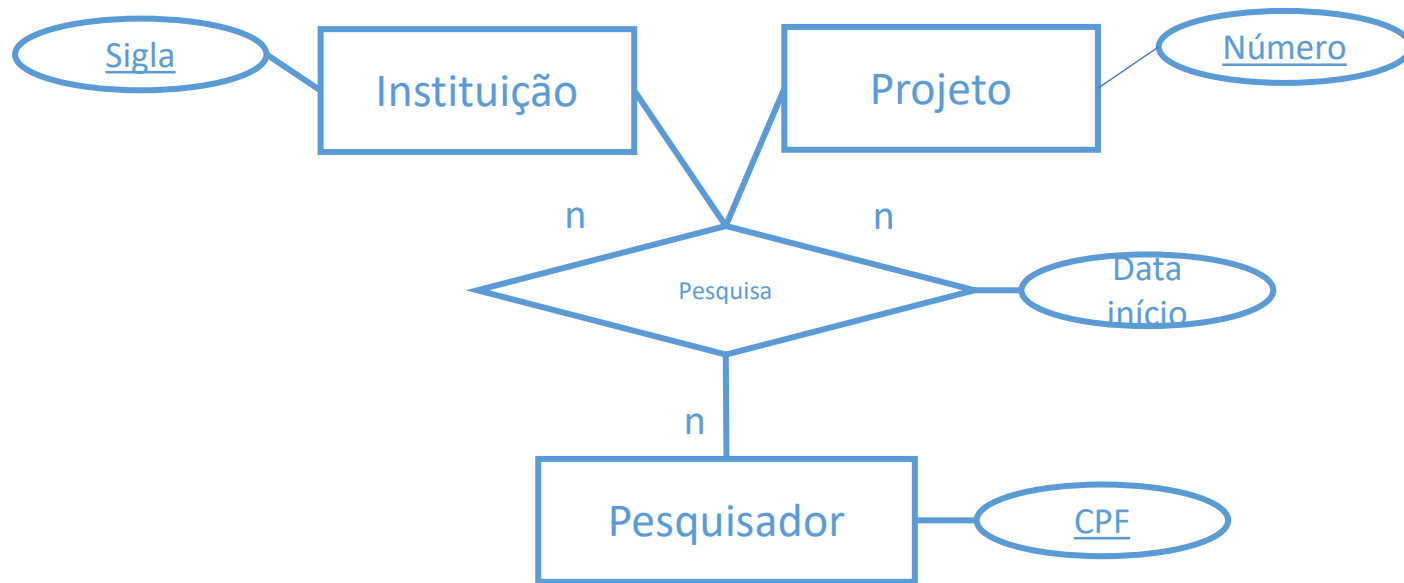 Sigla
Instituição
Projeto
Número
n
n
Pesquisa
Data
início
n
Pesquisador
CPF